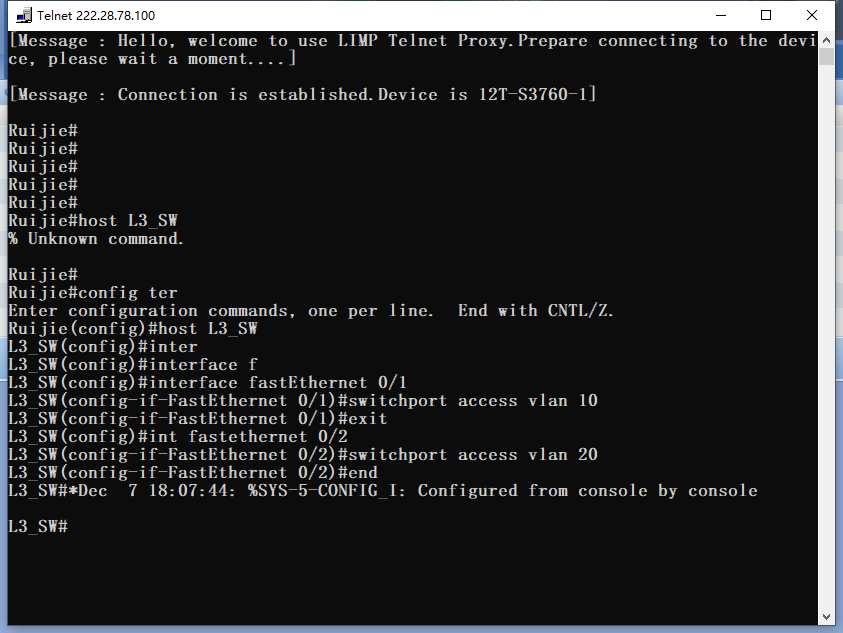 Telnet 222.28.78.100
[Message : Hello, welcome to use LIMP Telnet Proxy.Prepare connecting to the devi
ce, please wait a moment....]
[Message : Connection is established.Device is 12T-S3760-1]
Ruijie#
Ruijie#
Ruijie#
Ruijie#
Ruijie#
Ruijie#host L3_SW
% Unknown command.
Ruijie#
Ruijie#config ter
Enter configuration commands, one per line.  End with CNTL/Z.
Ruijie(config)#host L3_SW
L3_SW(config)#inter
L3_SW(config)#interface f
L3_SW(config)#interface fastEthernet 0/1
L3_SW(config-if-FastEthernet 0/1)#switchport access vlan 10
L3_SW(config-if-FastEthernet 0/1)#exit
L3_SW(config)#int fastethernet 0/2
L3_SW(config-if-FastEthernet 0/2)#switchport access vlan 20
L3_SW(config-if-FastEthernet 0/2)#end
L3_SW#*Dec  7 18:07:44: %SYS-5-CONFIG_I: Configured from console by console
L3_SW#